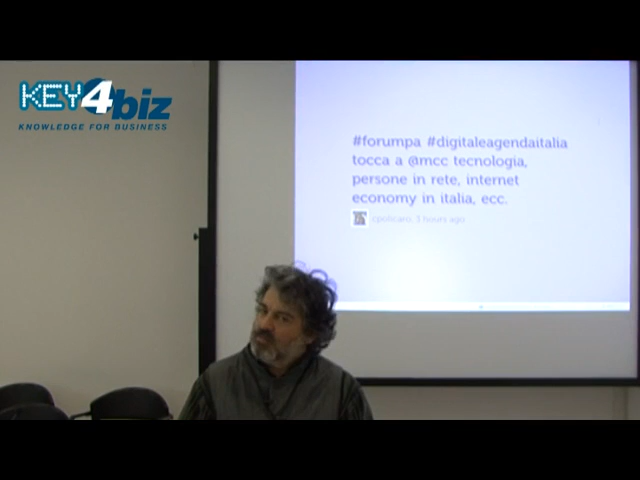 KEY4biz
KNOWLEDGE FOR BUSINESS
#forumpa #digitaleagendaitalia
tocca a @mcc tecnologia,
persone in rete, internet
economy in italia, ecc.
cpolicaro, 3 hours ago